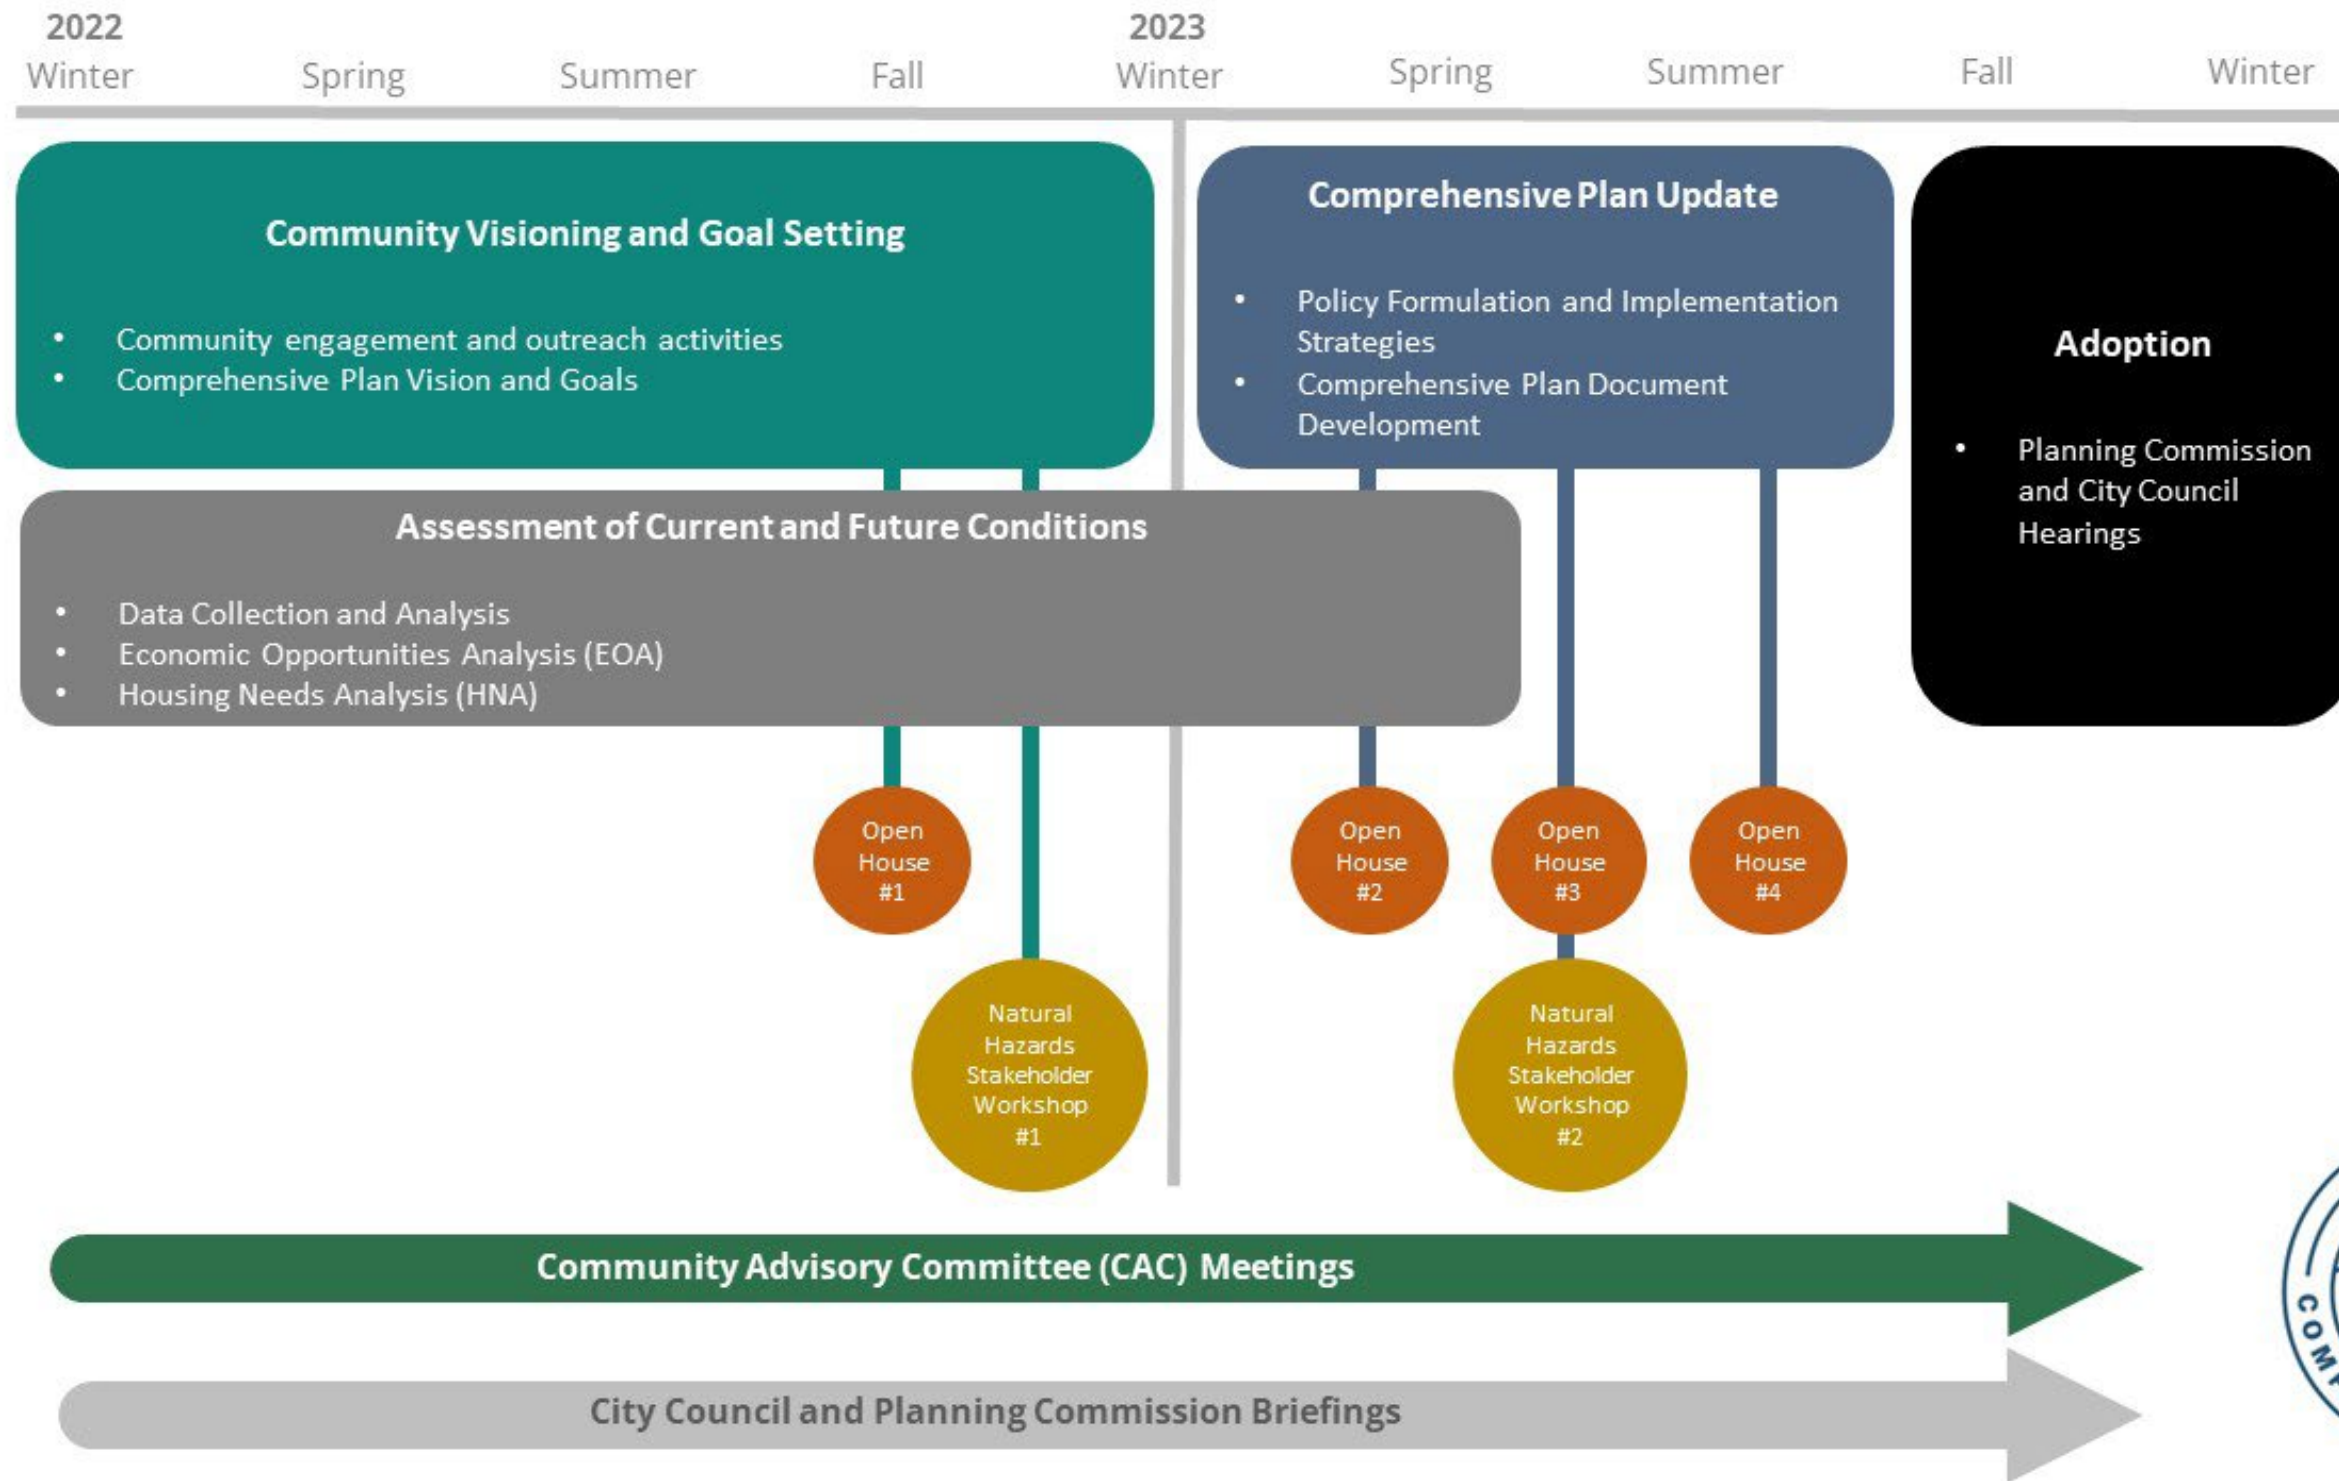 2022
2023
Winter
Spring
Summer
Fall
Winter
Spring
Summer
Fall
Winter
Community Visioning and Goal Setting
• Community engagement and outreach activities
• Comprehensive Plan Vision and Goals
Comprehensive Plan Update
• Policy Formulation and Implementation
Strategies
• Comprehensive Plan Document
Development
Adoption
• Planning Commission
and City Council
Hearings
Assessment of Current and Future Conditions
• Data Collection and Analysis
• Economic Opportunities Analysis (EOA)
• Housing Needs Analysis (HNA)
Open
House
#1
Open
House
#2
Open
House
#3
Open
House
#4
Natural
Hazards
Stakeholder
Workshop
#1
Natural
Hazards
Stakeholder
Workshop
#2
Community Advisory Committee (CAC) Meetings
City Council and Planning Commission Briefings